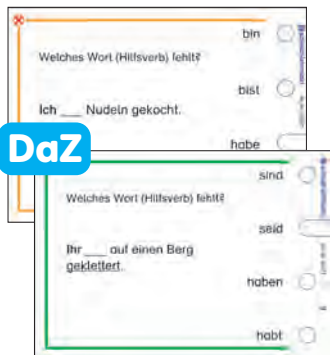 bin
Welches Wort (Hilfsverb) fehlt?
bist
Ich ___ Nudeln gekocht.
habe
DaZ
sind
Welches Wort (Hilfsverb) fehlt?
seid
Ihr ___ auf einen Berg
geklettert.
haben
habt